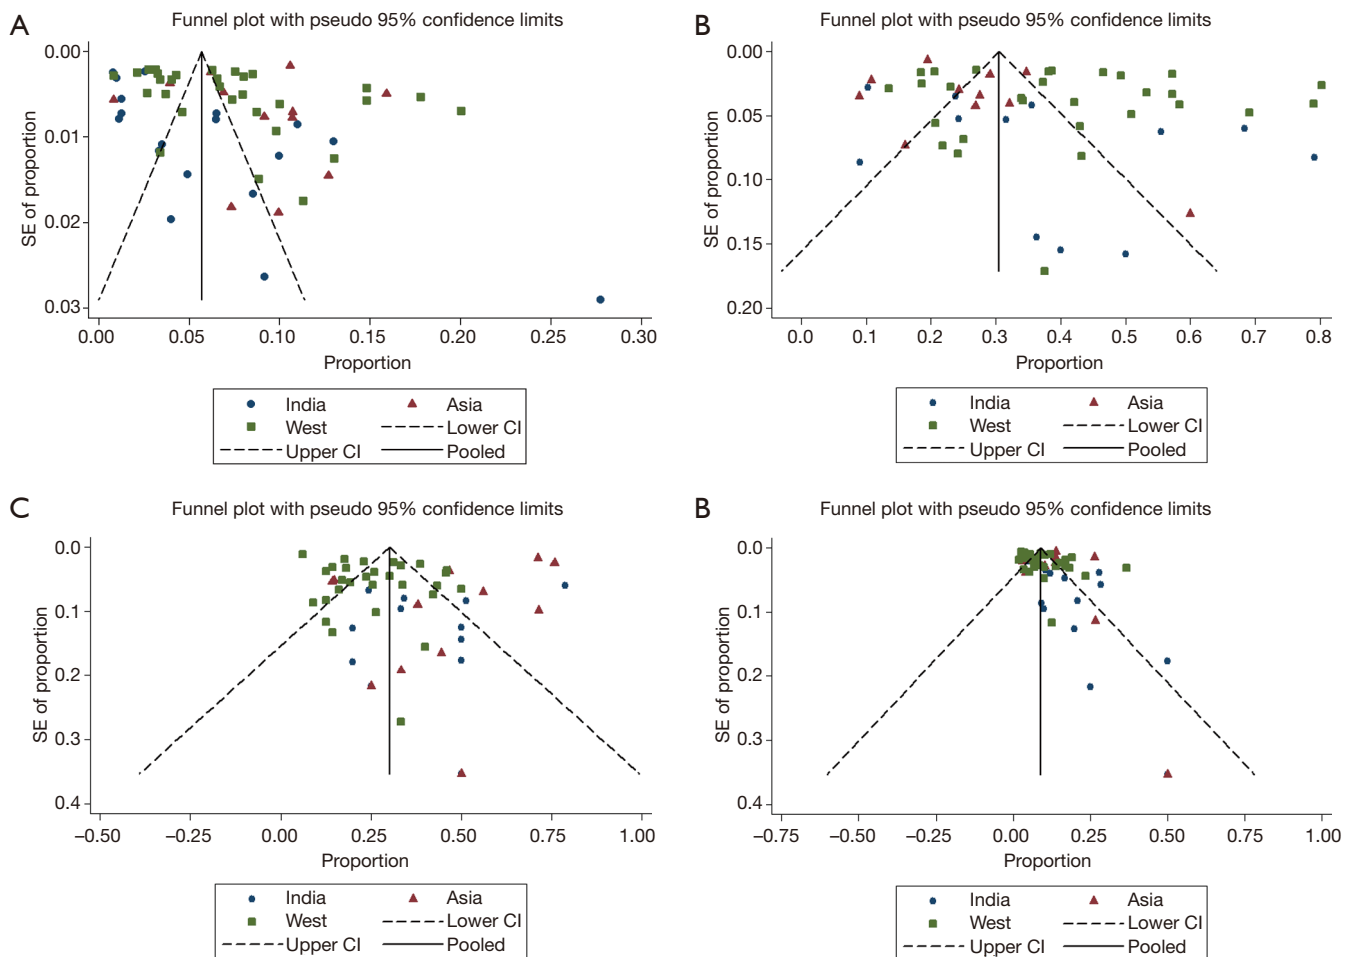 A
Funnel plot with pseudo 95% confidence limits
SE of proportion
0.00
0.01
0.02
0.03
0.00 0.05 0.10 0.15 0.20 0.25 0.30
Proportion
India Asia
West Lower CI
Upper CI Pooled
B
Funnel plot with pseudo 95% confidence limits
SE of proportion
0.00
0.05
0.10
0.15
0.20
0.0 0.1 0.2 0.3 0.4 0.5 0.6 0.7 0.8
Proportion
India Asia
West Lower CI
Upper CI Pooled
C
Funnel plot with pseudo 95% confidence limits
SE of proportion
0.0
0.1
0.2
0.3
0.4
−0.50 −0.25 0.00 0.25 0.50 0.75 1.00
Proportion
India Asia
West Lower CI
Upper CI Pooled
B
Funnel plot with pseudo 95% confidence limits
SE of proportion
0.0
0.1
0.2
0.3
0.4
−0.75 −0.50 −0.25 0.00 0.25 0.50 0.75 1.00
Proportion
India Asia
West Lower CI
Upper CI Pooled